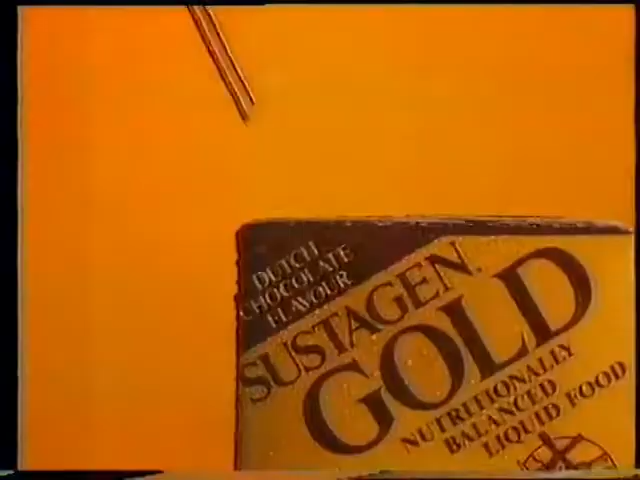 DUTCH
CHOCOLATE
FLAVOUR
SUSTAGEN
GOLD
NUTRITIONALLY
BALANCED
LIQUID FOOD